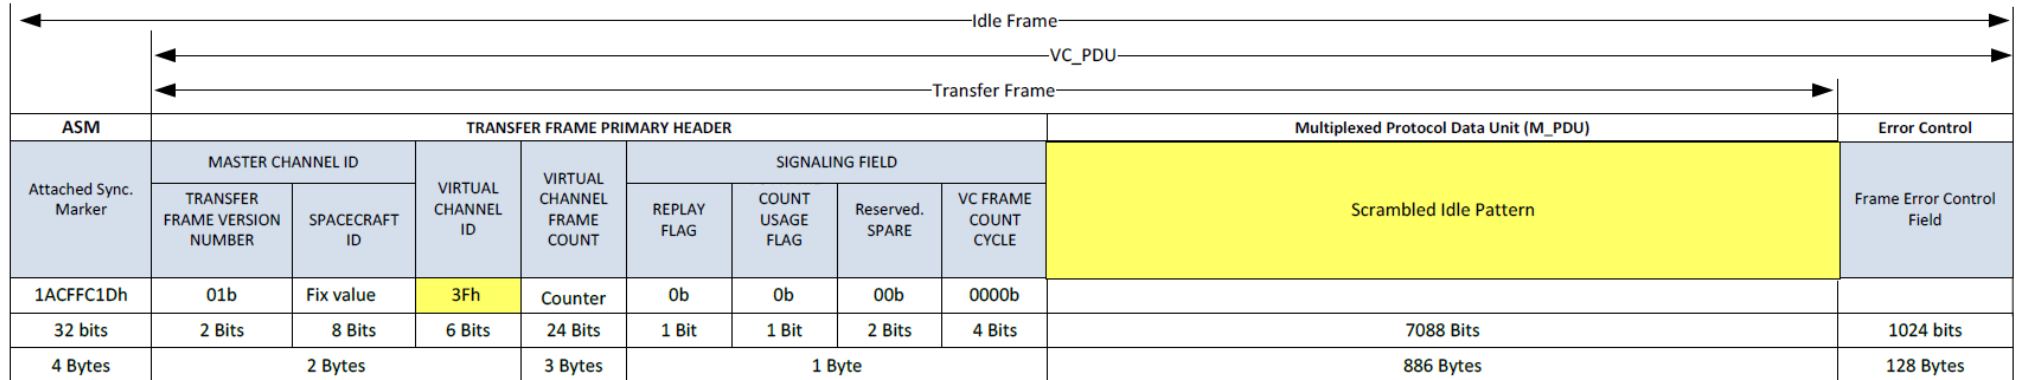 Idle Frame
VC_PDU
Transfer Frame
ASM
TRANSFER FRAME PRIMARY HEADER
Multiplexed Protocol Data Unit (M_PDU)
Error Control
Attached Sync.
Marker
MASTER CHANNEL ID
TRANSFER
FRAME VERSION
NUMBER
SPACECRAFT
ID
VIRTUAL
CHANNEL
ID
VIRTUAL
CHANNEL
FRAME
COUNT
SIGNALING FIELD
REPLAY
FLAG
COUNT
USAGE
FLAG
Reserved.
SPARE
VC FRAME
COUNT
CYCLE
Scrambled Idle Pattern
Frame Error Control
Field
1ACFFC1Dh
01b
Fix value
3Fh
Counter
0b
0b
00b
0000b
32 bits
2 Bits
8 Bits
6 Bits
24 Bits
1 Bit
1 Bit
2 Bits
4 Bits
7088 Bits
1024 bits
4 Bytes
2 Bytes
3 Bytes
1 Byte
886 Bytes
128 Bytes